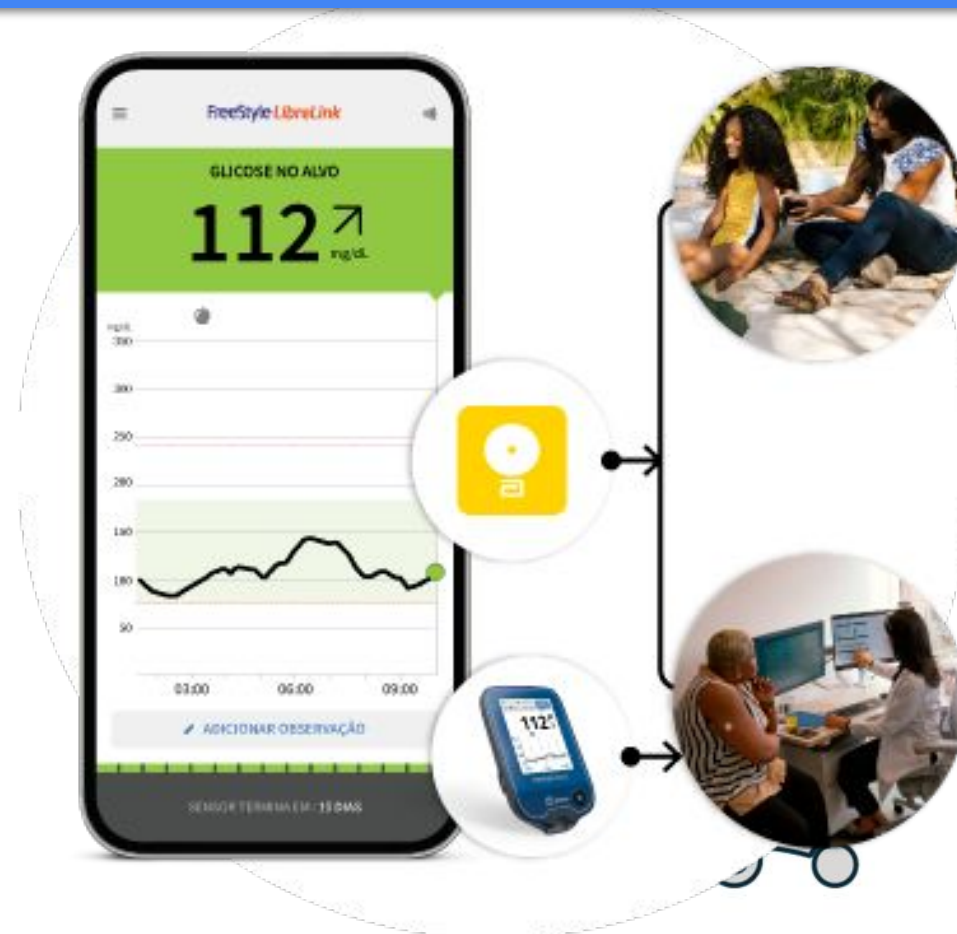 FreeStyle LibreLink
GLICOSE NO ALVO
112
mg/dL
mg/dL
350
300
250
200
150
100
50
03:00 06:00 09:00
ADICIONAR OBSERVAÇÃO
SENSOR TERMINA EM: 15 DIAS
112